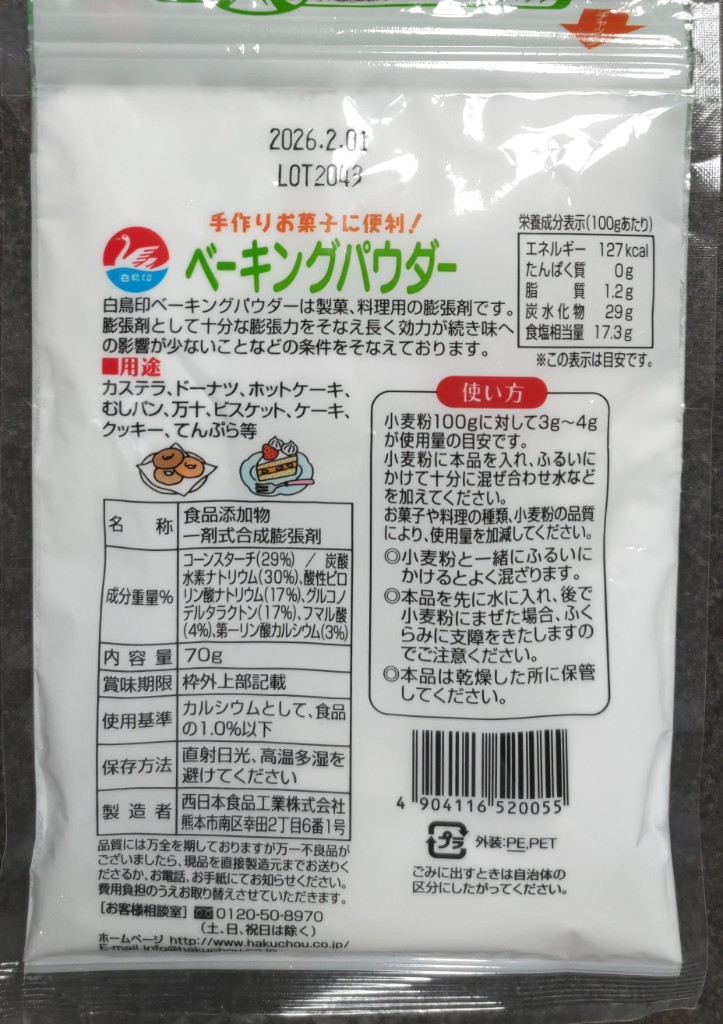 チャック
2026.2.01
LOT2043
手作りお菓子に便利!
白鳥印
ベーキングパウダー
白鳥印ベーキングパウダーは製菓、料理用の膨張剤です。
膨張剤として十分な膨張力をそなえ長く効力が続き味へ
の影響が少ないことなどの条件をそなえております。
栄養成分表示(100gあたり)
エネルギー 127kcal
たんぱく質 0g
脂質 1.2g
炭水化物 29g
食塩相当量 17.3g
※この表示は目安です。
■用途
カステラ、ドーナツ、ホットケーキ、
むしパン、万十、ビスケット、ケーキ、
クッキー、てんぷら等
使い方
小麦粉100gに対して3g〜4g
が使用量の目安です。
小麦粉に本品を入れ、ふるいに
かけて十分に混ぜ合わせ水など
を加えてください。
お菓子や料理の種類、小麦粉の品質
により、使用量を加減してください。
◎小麦粉と一緒にふるいに
かけるとよく混ざります。
◎本品を先に水に入れ、後で
小麦粉にまぜた場合、ふく
らみに支障をきたしますの
でご注意ください。
◎本品は乾燥した所に保管
してください。
名称 食品添加物
一剤式合成膨張剤
成分重量% コーンスターチ(29%) / 炭酸
水素ナトリウム(30%)、酸性ピロ
リン酸ナトリウム(17%)、グルコノ
デルタラクトン(17%)、フマル酸
(4%)、第一リン酸カルシウム(3%)
内容量 70g
賞味期限 枠外上部記載
使用基準 カルシウムとして、食品
の1.0%以下
保存方法 直射日光、高温多湿を
避けてください
製造者 西日本食品工業株式会社
熊本市南区幸田2丁目6番1号
4 904116 520055
プラ 外装:PE,PET
ごみに出すときは自治体の
区分にしたがってください。
品質には万全を期しておりますが万一不良品が
ございましたら、現品を直接製造元までお送りく
ださるか、お電話、お手紙にてお知らせください。
費用負担のうえお取り替えさせていただきます。
[お客様相談室] 0120-50-8970
(土、日、祝日は除く)
ホームページ http://www.hakuchou.co.jp/